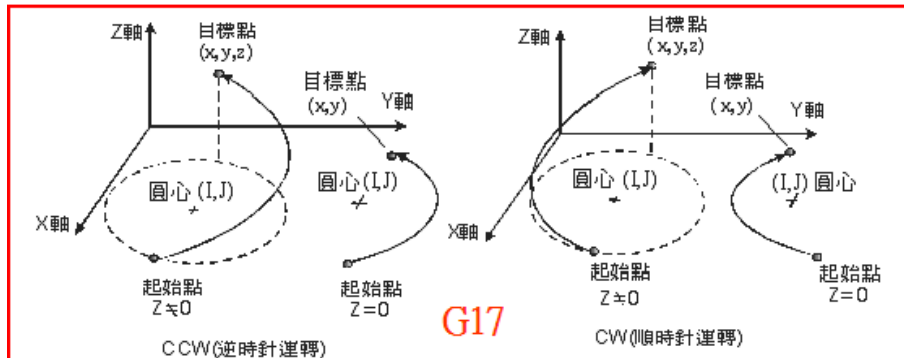 Z軸
目標點
(x,y,z)
目標點
(x,y)
Y軸
圓心 (I,J)
圓心 (I,J)
X軸
起始點
Z≒0
起始點
Z=0
CCW(逆時針運轉)
G17
Z軸
目標點
(x,y,z)
目標點
(x,y)
Y軸
圓心 (I,J)
(I,J) 圓心
X軸
起始點
Z≒0
起始點
Z=0
CW(順時針運轉)